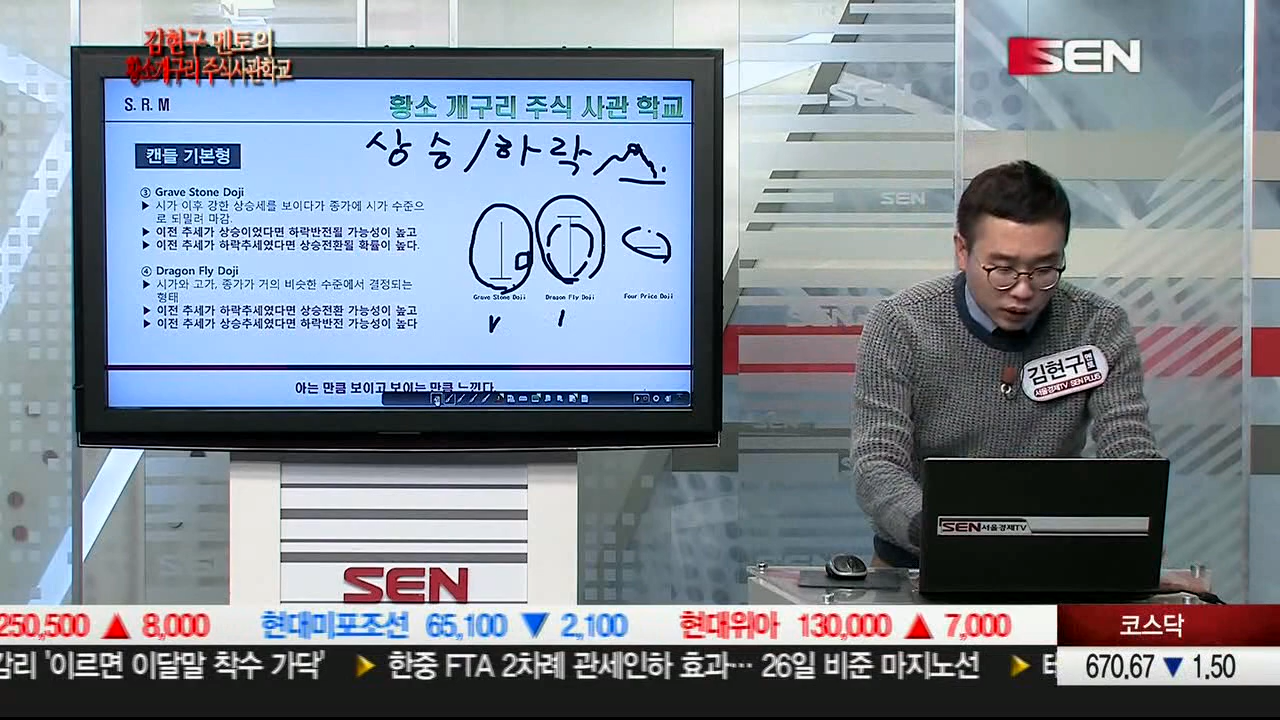 김현구 멘토의
황소개구리 주식사관학교
SEN
SEN
SEN
S. R. M
황소 개구리 주식 사관 학교
상승/하락
캔들 기본형
③ Grave Stone Doji
▶ 시가 이후 강한 상승세를 보이다가 종가에 시가 수준으
로 되밀려 마감.
▶ 이전 추세가 상승이었다면 하락반전될 가능성이 높고
▶ 이전 추세가 하락추세였다면 상승전환될 확률이 높다.
④ Dragon Fly Doji
▶ 시가와 고가, 종가가 거의 비슷한 수준에서 결정되는
형태
▶ 이전 추세가 하락추세였다면 상승전환 가능성이 높고
▶ 이전 추세가 상승추세였다면 하락반전 가능성이 높다
Grave Stone Doji
Dragon Fly Doji
Four Price Doji
아는 만큼 보이고 보이는 만큼 느낀다.
김현구 멘토
서울경제TV SEN PLUS
SEN 서울경제TV
SEN
250,500 ▲ 8,000 현대미포조선 65,100 ▼ 2,100 현대위아 130,000 ▲ 7,000
코스닥
감리 '이르면 이달말 착수 가닥' ▶ 한중 FTA 2차례 관세인하 효과… 26일 비준 마지노선 ▶
670.67 ▼ 1.50